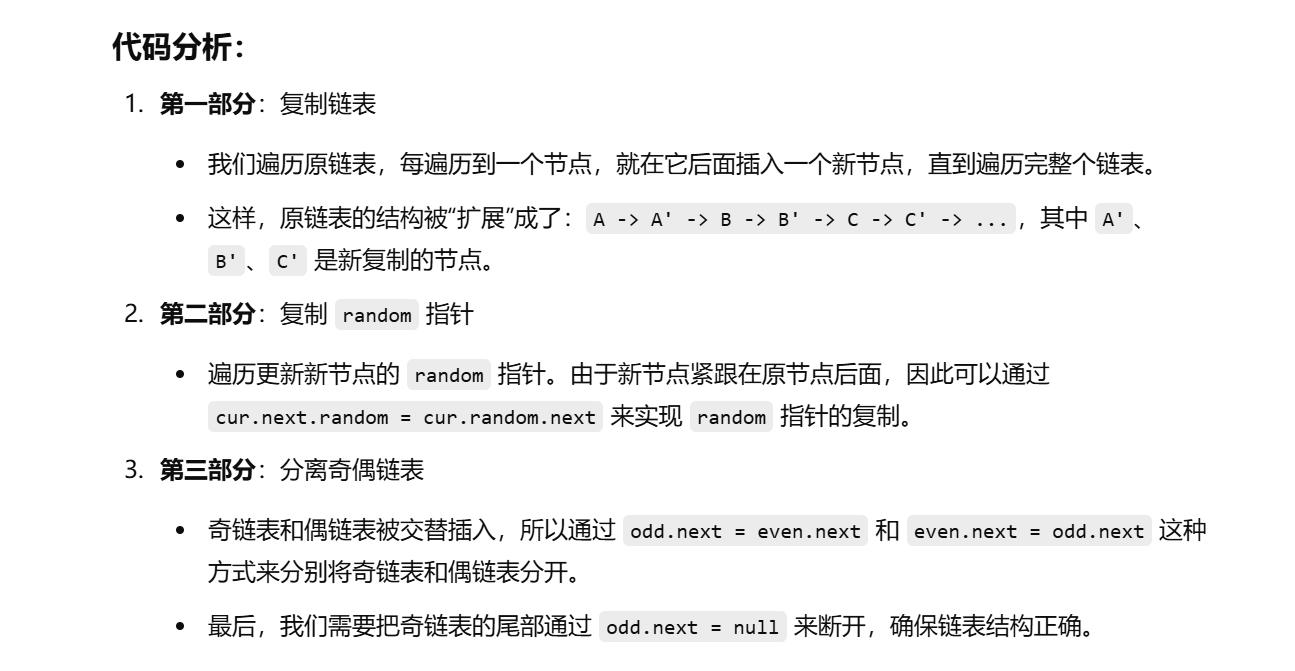 代码分析：
1. 第一部分：复制链表
• 我们遍历原链表，每遍历到一个节点，就在它后面插入一个新节点，直到遍历完整个链表。
• 这样，原链表的结构被“扩展”成了： A -> A' -> B -> B' -> C -> C' -> ... ，其中 A' 、
B' 、 C' 是新复制的节点。
2. 第二部分：复制 random 指针
• 遍历更新新节点的 random 指针。由于新节点紧跟在原节点后面，因此可以通过
cur.next.random = cur.random.next 来实现 random 指针的复制。
3. 第三部分：分离奇偶链表
• 奇链表和偶链表被交替插入，所以通过 odd.next = even.next 和 even.next = odd.next 这种
方式来分别将奇链表和偶链表分开。
• 最后，我们需要把奇链表的尾部通过 odd.next = null 来断开，确保链表结构正确。